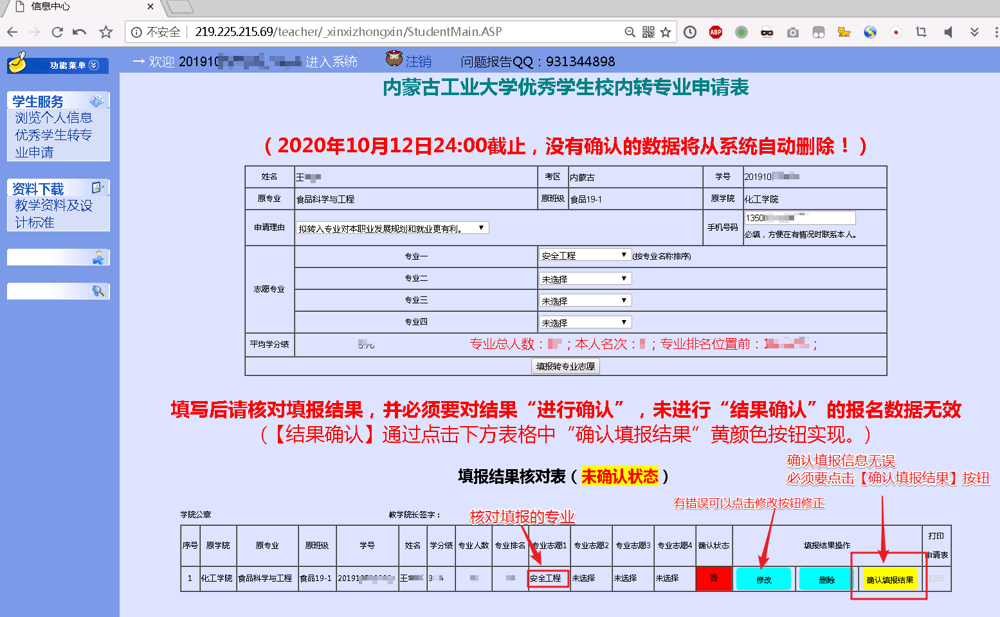 信息中心
不安全 219.225.215.69/teacher/_xinxizhongxin/StudentMain.ASP
ABP
功能菜单
→ 欢迎 201910 进入系统 注销 问题报告QQ：931344898
学生服务
浏览个人信息
优秀学生转专
业申请
资料下载
教学资料及设
计标准
内蒙古工业大学优秀学生校内转专业申请表
（2020年10月12日24:00截止，没有确认的数据将从系统自动删除！）
姓名 王 考区 内蒙古 学号 201910
原专业 食品科学与工程 原班级 食品19-1 原学院 化工学院
申请理由 拟转入专业对本职业发展规划和就业更有利。 手机号码 13500
必填，方便在有情况时联系本人。
志愿专业
专业一 安全工程 (按专业名称排序)
专业二 未选择
专业三 未选择
专业四 未选择
平均学分绩 专业总人数： ；本人名次： ；专业排名位置前：1 ；
填报转专业志愿
填写后请核对填报结果，并必须要对结果“进行确认”，未进行“结果确认”的报名数据无效
（【结果确认】通过点击下方表格中“确认填报结果”黄颜色按钮实现。）
填报结果核对表（未确认状态）
确认填报信息无误
必须要点击【确认填报结果】按钮
有错误可以点击修改按钮修正
核对填报的专业
学院公章 教学院长签字：
序号 原学院 原专业 原班级 学号 姓名 学分绩 专业人数 专业排名 专业志愿1 专业志愿2 专业志愿3 专业志愿4 确认状态 填报结果操作 打印
申请表
1 化工学院 食品科学与工程 食品19-1 20191 王 3 安全工程 未选择 未选择 未选择 否 修改 删除 确认填报结果 打印